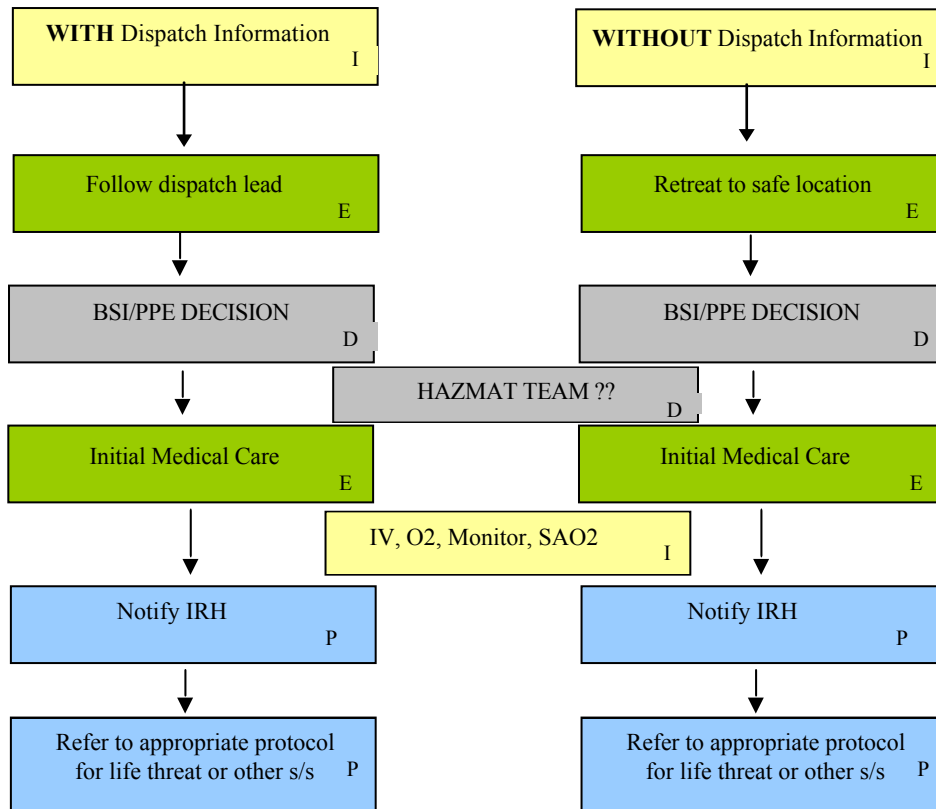 WITH Dispatch Information
I
WITHOUT Dispatch Information
I
Follow dispatch lead
E
Retreat to safe location
E
BSI/PPE DECISION
D
BSI/PPE DECISION
D
HAZMAT TEAM ??
D
Initial Medical Care
E
Initial Medical Care
E
IV, O2, Monitor, SAO2
I
Notify IRH
P
Notify IRH
P
Refer to appropriate protocol
for life threat or other s/s
P
Refer to appropriate protocol
for life threat or other s/s
P